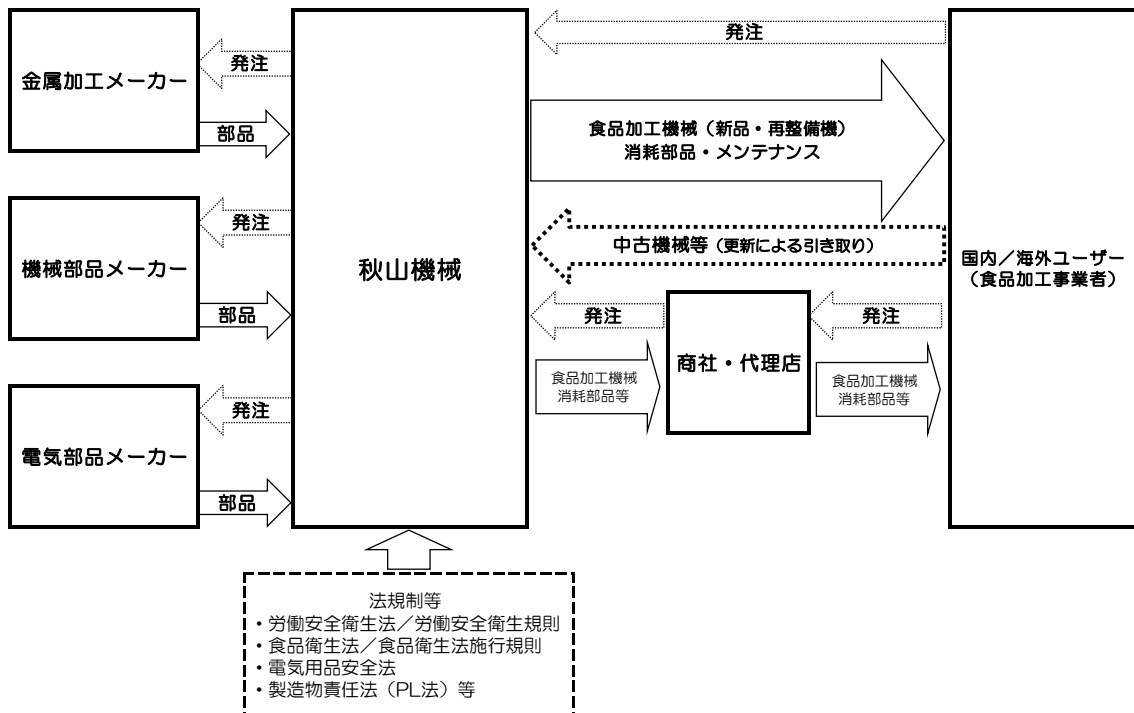 金属加工メーカー
発注
部品
機械部品メーカー
発注
部品
電気部品メーカー
発注
部品
秋山機械
発注
食品加工機械（新品・再整備機）
消耗部品・メンテナンス
中古機械等（更新による引き取り）
発注
食品加工機械
消耗部品等
商社・代理店
発注
食品加工機械
消耗部品等
国内／海外ユーザー
（食品加工事業者）
法規制等
・労働安全衛生法／労働安全衛生規則
・食品衛生法／食品衛生法施行規則
・電気用品安全法
・製造物責任法（PL法）等